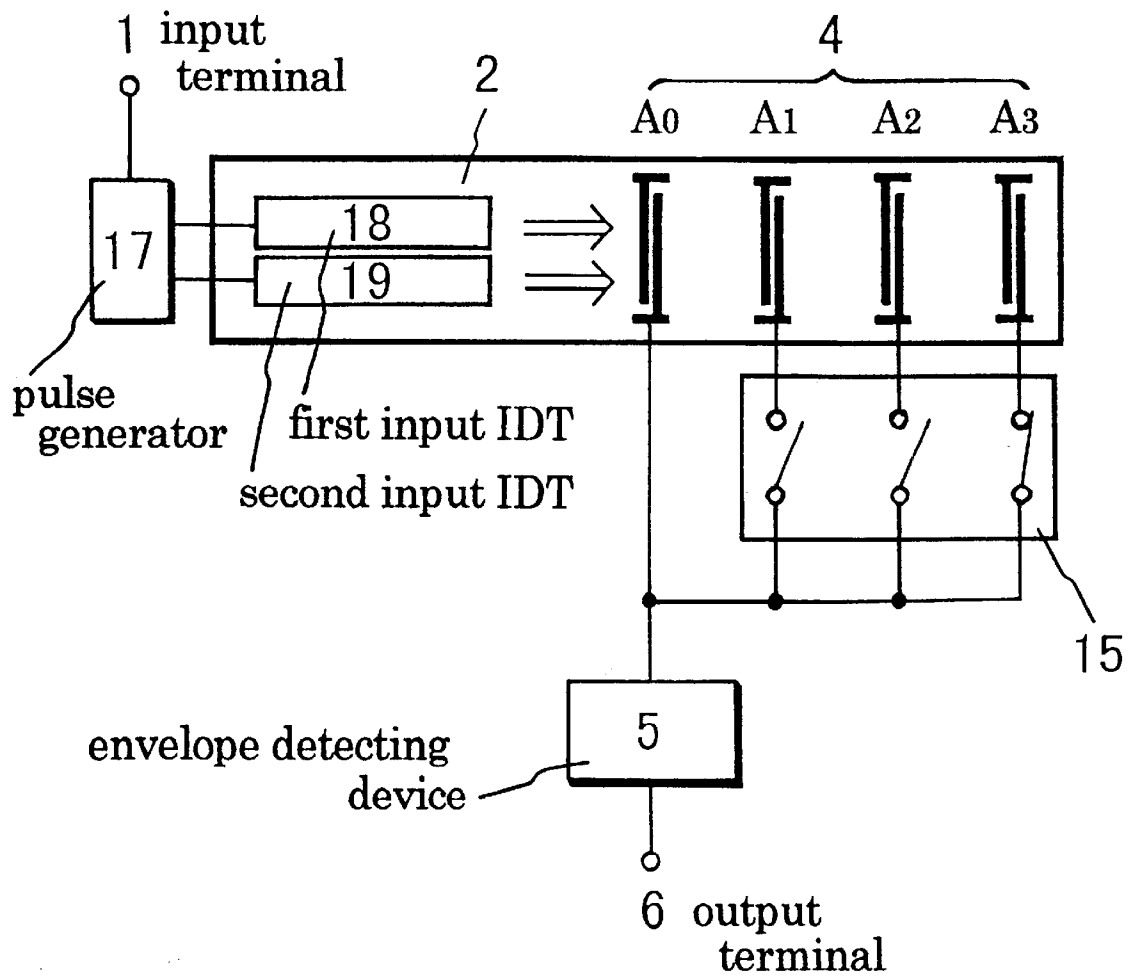 1 input
terminal
2
4
A0 A1 A2 A3
17
18
19
pulse
generator
first input IDT
second input IDT
15
5
envelope detecting
device
6 output
terminal